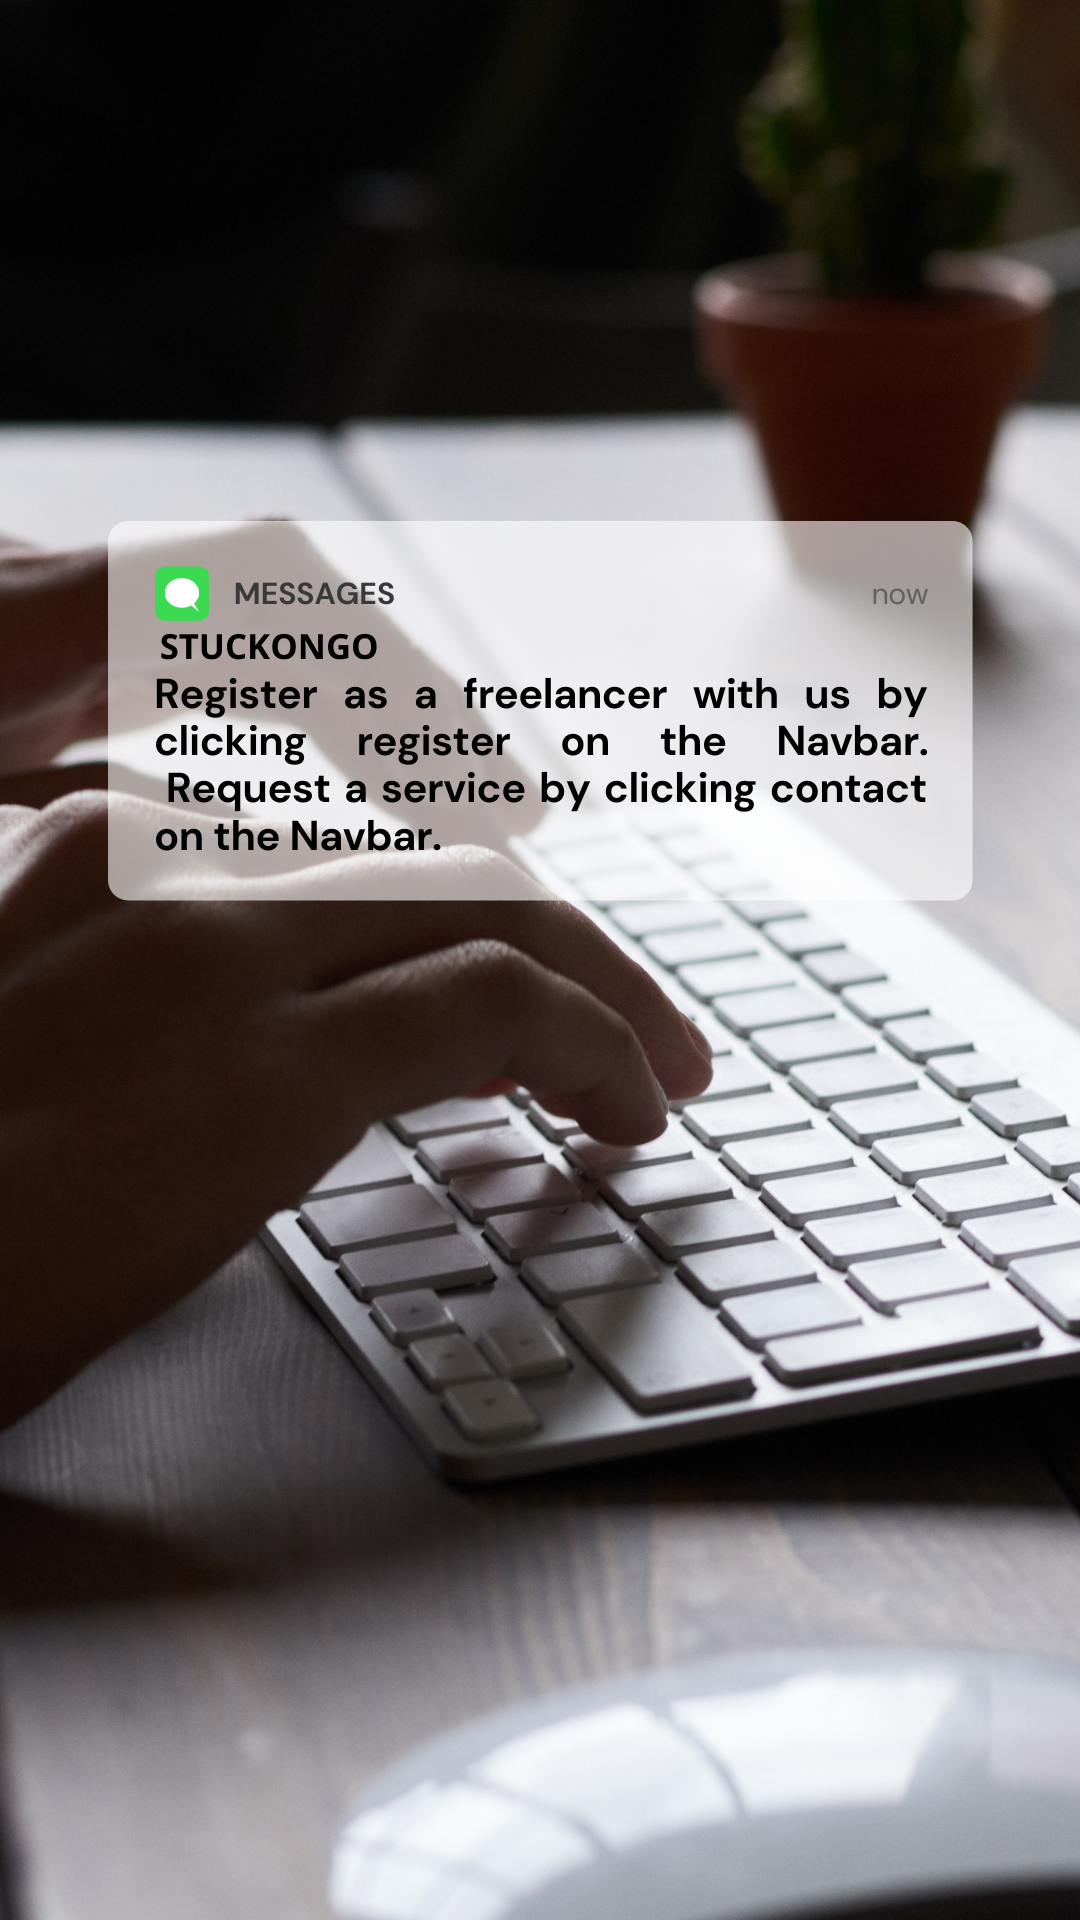 MESSAGES now
STUCKONGO
Register as a freelancer with us by
clicking register on the Navbar.
Request a service by clicking contact
on the Navbar.